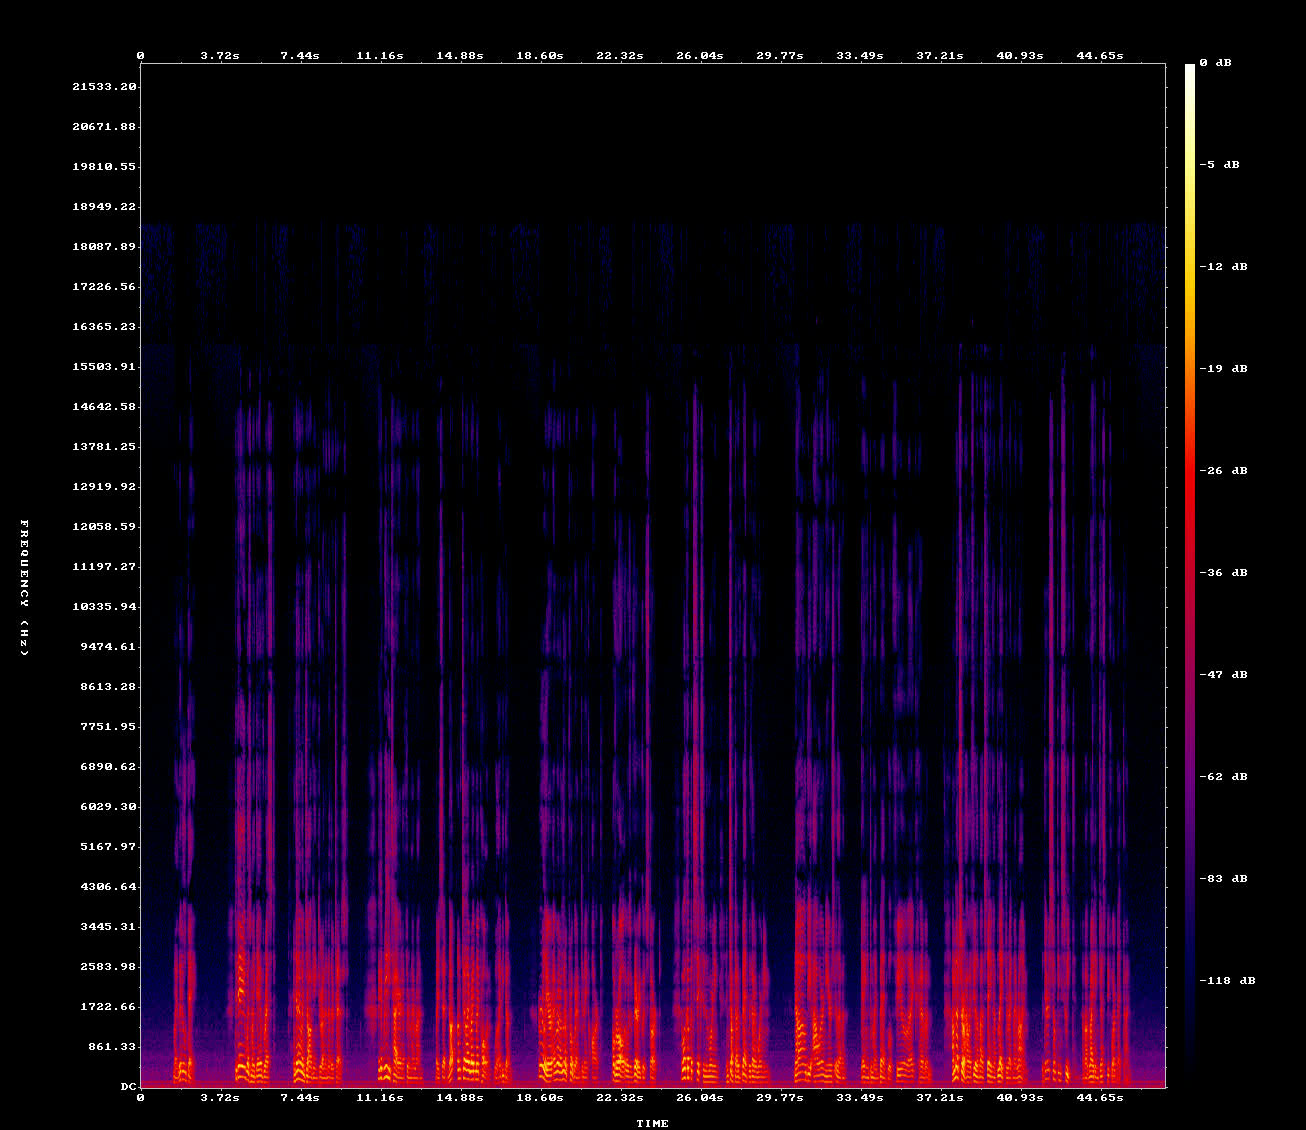 0 3.72s 7.44s 11.16s 14.88s 18.60s 22.32s 26.04s 29.77s 33.49s 37.21s 40.93s 44.65s
0 dB
21533.20
20671.88
-5 dB
19810.55
18949.22
18087.89
-12 dB
17226.56
16365.23
15503.91
-19 dB
14642.58
13781.25
-26 dB
12919.92
12058.59
11197.27
-36 dB
10335.94
FREQUENCY (Hz)
9474.61
-47 dB
8613.28
7751.95
6890.62
-62 dB
6029.30
5167.97
4306.64
-83 dB
3445.31
2583.98
-118 dB
1722.66
861.33
DC
0 3.72s 7.44s 11.16s 14.88s 18.60s 22.32s 26.04s 29.77s 33.49s 37.21s 40.93s 44.65s
TIME